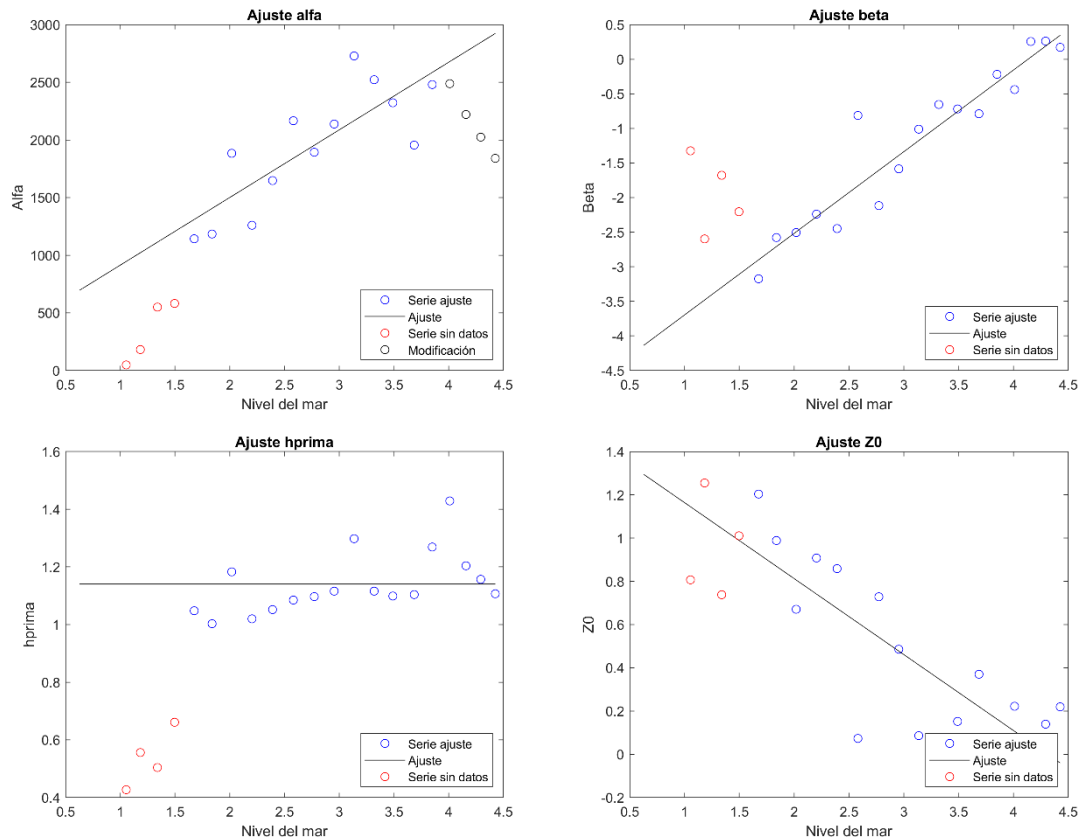 Ajuste alfa
3000
2500
2000
1500
1000
500
0
Alfa
0.5 1 1.5 2 2.5 3 3.5 4 4.5
Nivel del mar
Serie ajuste
Ajuste
Serie sin datos
Modificación
Ajuste beta
0.5
0
-0.5
-1
-1.5
-2
-2.5
-3
-3.5
-4
-4.5
Beta
0.5 1 1.5 2 2.5 3 3.5 4 4.5
Nivel del mar
Serie ajuste
Ajuste
Serie sin datos
Ajuste hprima
1.6
1.4
1.2
1
0.8
0.6
0.4
hprima
0.5 1 1.5 2 2.5 3 3.5 4 4.5
Nivel del mar
Serie ajuste
Ajuste
Serie sin datos
Ajuste Z0
1.4
1.2
1
0.8
0.6
0.4
0.2
0
-0.2
Z0
0.5 1 1.5 2 2.5 3 3.5 4 4.5
Nivel del mar
Serie ajuste
Ajuste
Serie sin datos